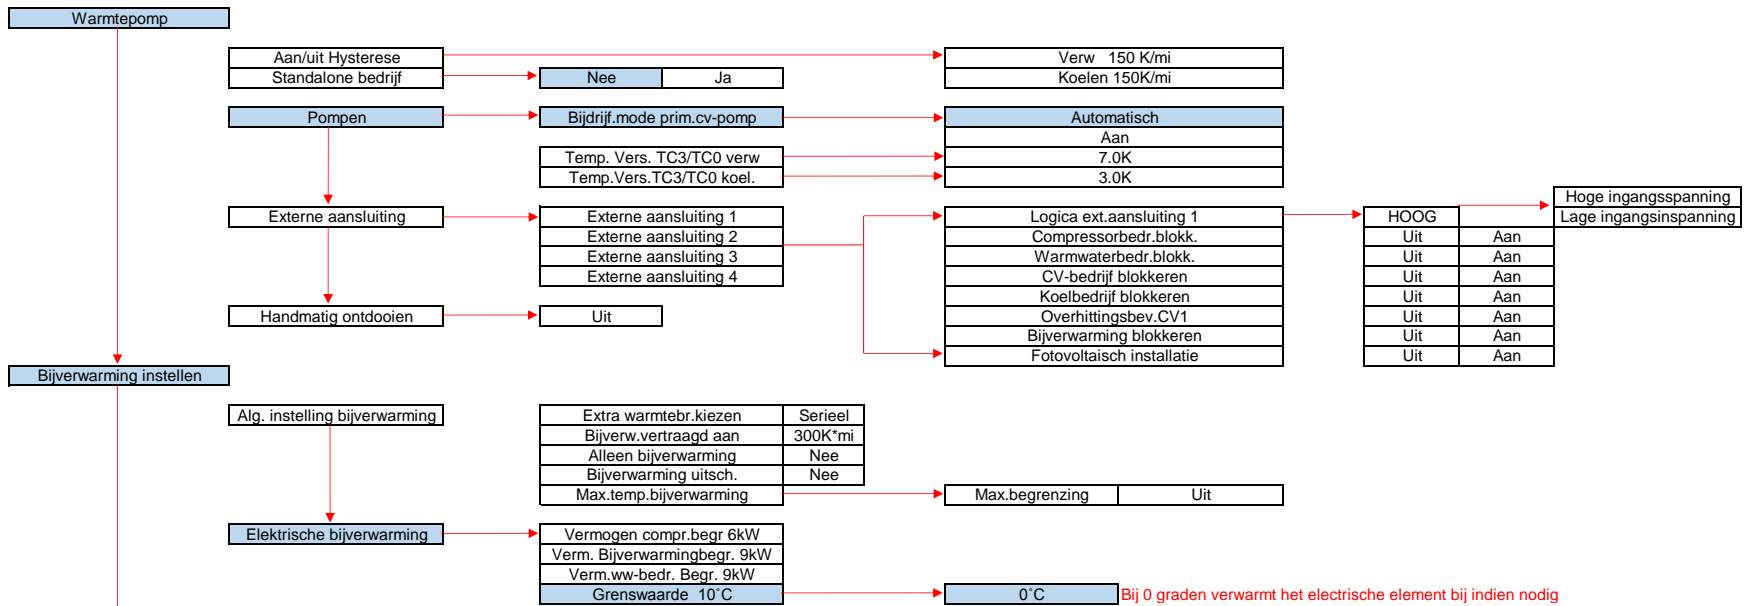 Warmtepomp
Aan/uit Hysterese
Verw 150 K/mi
Standalone bedrijf
Nee
Ja
Koelen 150K/mi
Pompen
Bijdrijf.mode prim.cv-pomp
Automatisch
Aan
Temp. Vers. TC3/TC0 verw
7.0K
Temp.Vers.TC3/TC0 koel.
3.0K
Hoge ingangsspanning
Externe aansluiting
Externe aansluiting 1
Logica ext.aansluiting 1
HOOG
Lage ingangsinspanning
Externe aansluiting 2
Compressorbedr.blokk.
Uit
Aan
Externe aansluiting 3
Warmwaterbedr.blokk.
Uit
Aan
Externe aansluiting 4
CV-bedrijf blokkeren
Uit
Aan
Koelbedrijf blokkeren
Uit
Aan
Handmatig ontdooien
Uit
Overhittingsbev.CV1
Uit
Aan
Bijverwarming blokkeren
Uit
Aan
Fotovoltaisch installatie
Uit
Aan
Bijverwarming instellen
Alg. instelling bijverwarming
Extra warmtebr.kiezen
Serieel
Bijverw.vertraagd aan
300K*mi
Alleen bijverwarming
Nee
Bijverwarming uitsch.
Nee
Max.temp.bijverwarming
Max.begrenzing
Uit
Elektrische bijverwarming
Vermogen compr.begr 6kW
Verm. Bijverwarmingbegr. 9kW
Verm.ww-bedr. Begr. 9kW
Grenswaarde 10˚C
0˚C
Bij 0 graden verwarmt het electrische element bij indien nodig